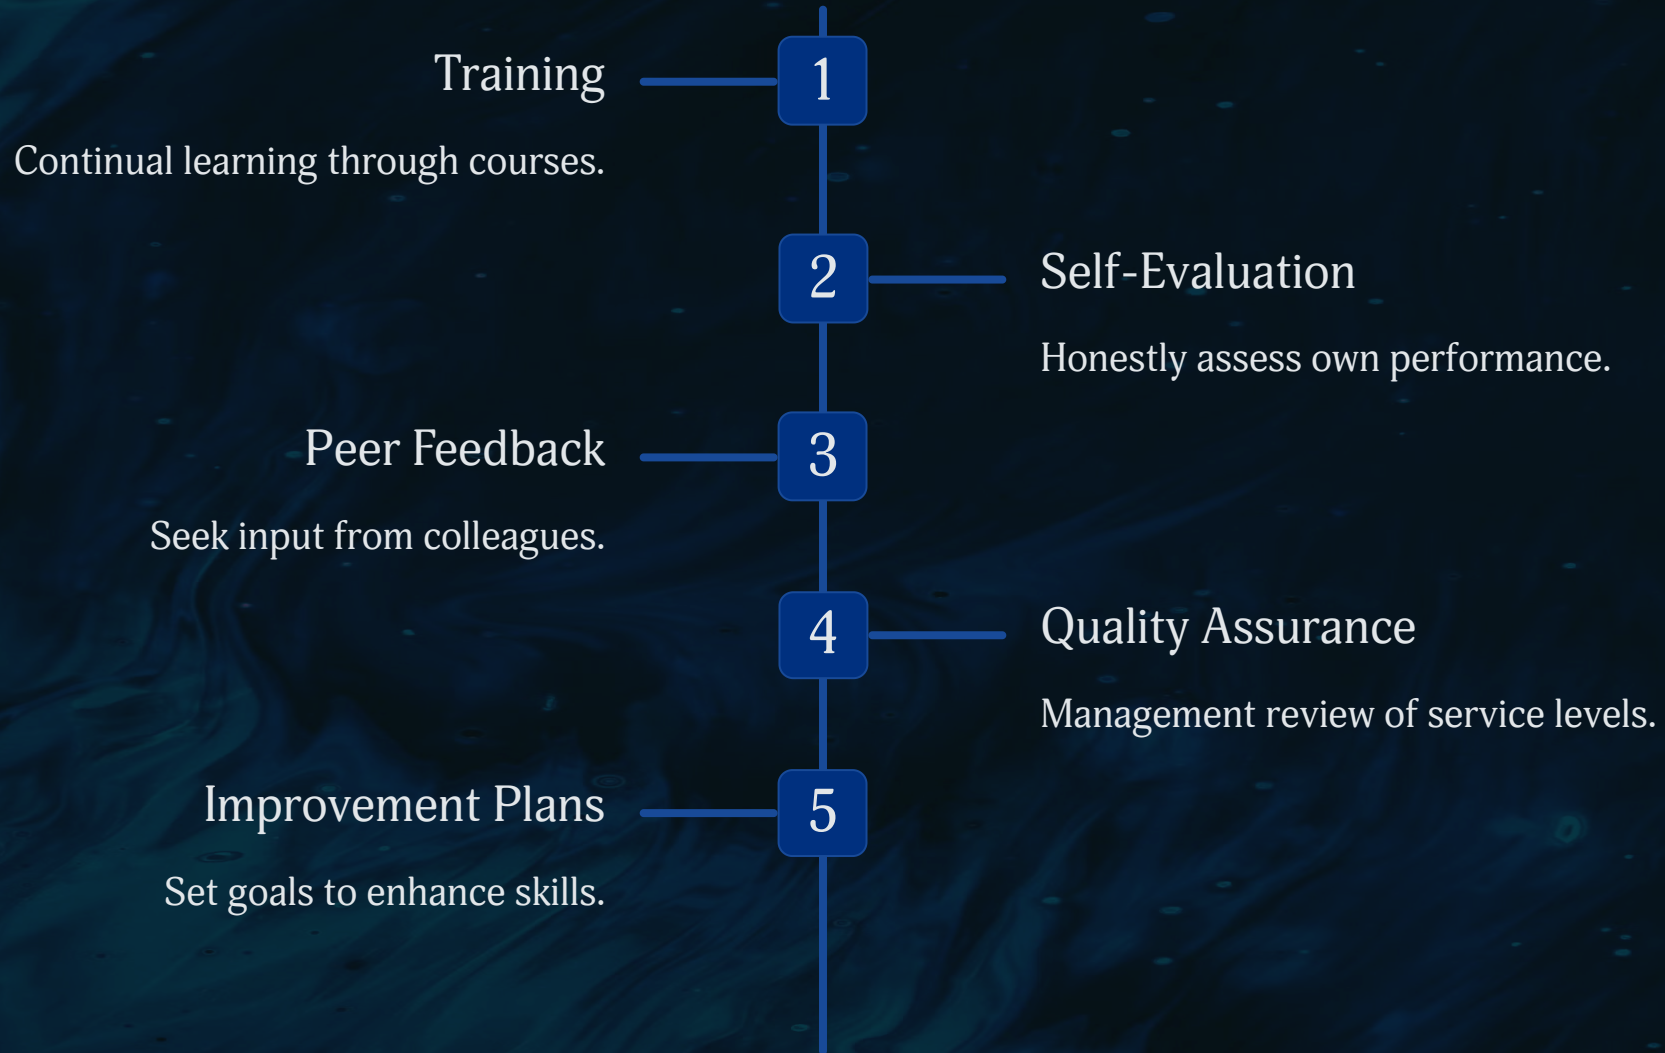 Training
1
Continual learning through courses.
2
Self-Evaluation
Honestly assess own performance.
Peer Feedback
3
Seek input from colleagues.
4
Quality Assurance
Management review of service levels.
Improvement Plans
5
Set goals to enhance skills.